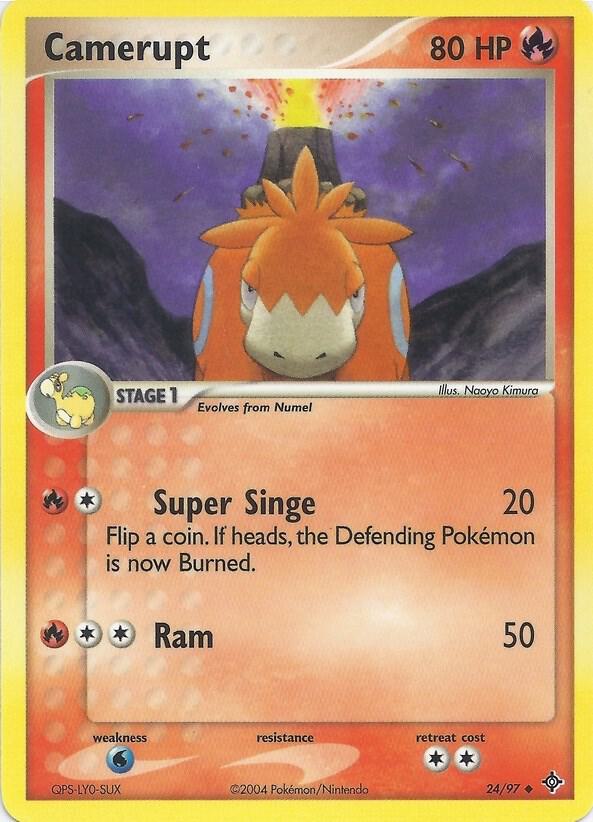 Camerupt 80 HP
STAGE 1
Illus. Naoyo Kimura
Evolves from Numel
Super Singe 20
Flip a coin. If heads, the Defending Pokémon
is now Burned.
Ram 50
weakness resistance retreat cost
QPS-LY0-SUX ©2004 Pokémon/Nintendo 24/97